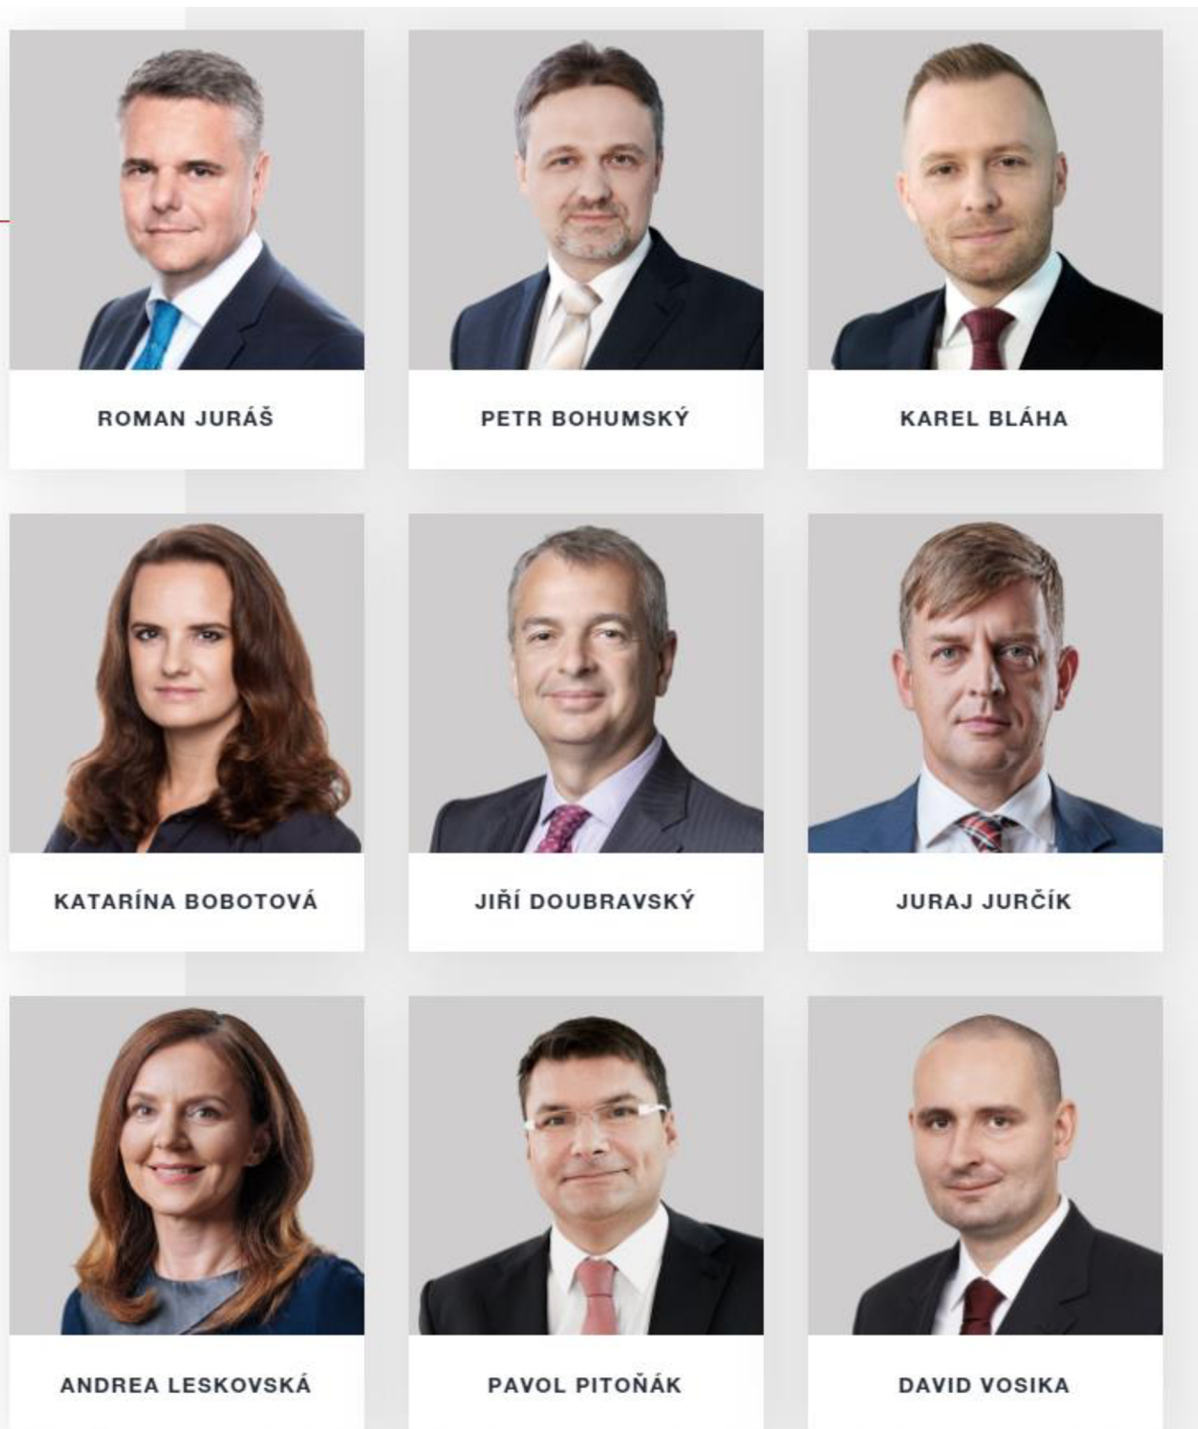 ROMAN JURÁŠ
PETR BOHUMSKÝ
KAREL BLÁHA
KATARÍNA BOBOTOVÁ
JIŘÍ DOUBRAVSKÝ
JURAJ JURČÍK
ANDREA LESKOVSKÁ
PAVOL PITOŇÁK
DAVID VOSIKA